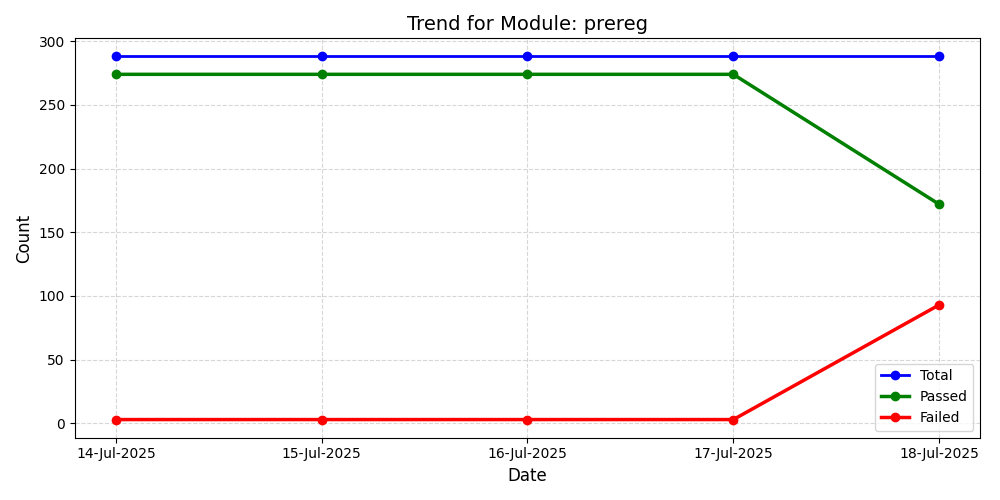 Trend for Module: prereg
300
250
200
150
100
50
0
Count
14-Jul-2025
15-Jul-2025
16-Jul-2025
17-Jul-2025
18-Jul-2025
Date
Total
Passed
Failed